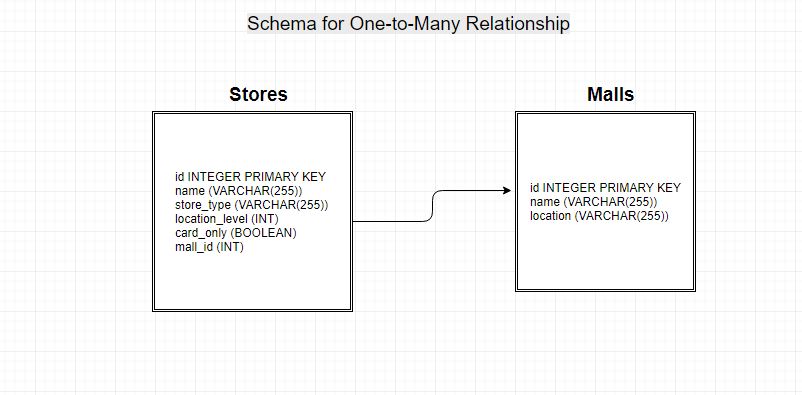 Schema for One-to-Many Relationship
Stores
id INTEGER PRIMARY KEY
name (VARCHAR(255))
store_type (VARCHAR(255))
location_level (INT)
card_only (BOOLEAN)
mall_id (INT)
Malls
id INTEGER PRIMARY KEY
name (VARCHAR(255))
location (VARCHAR(255))